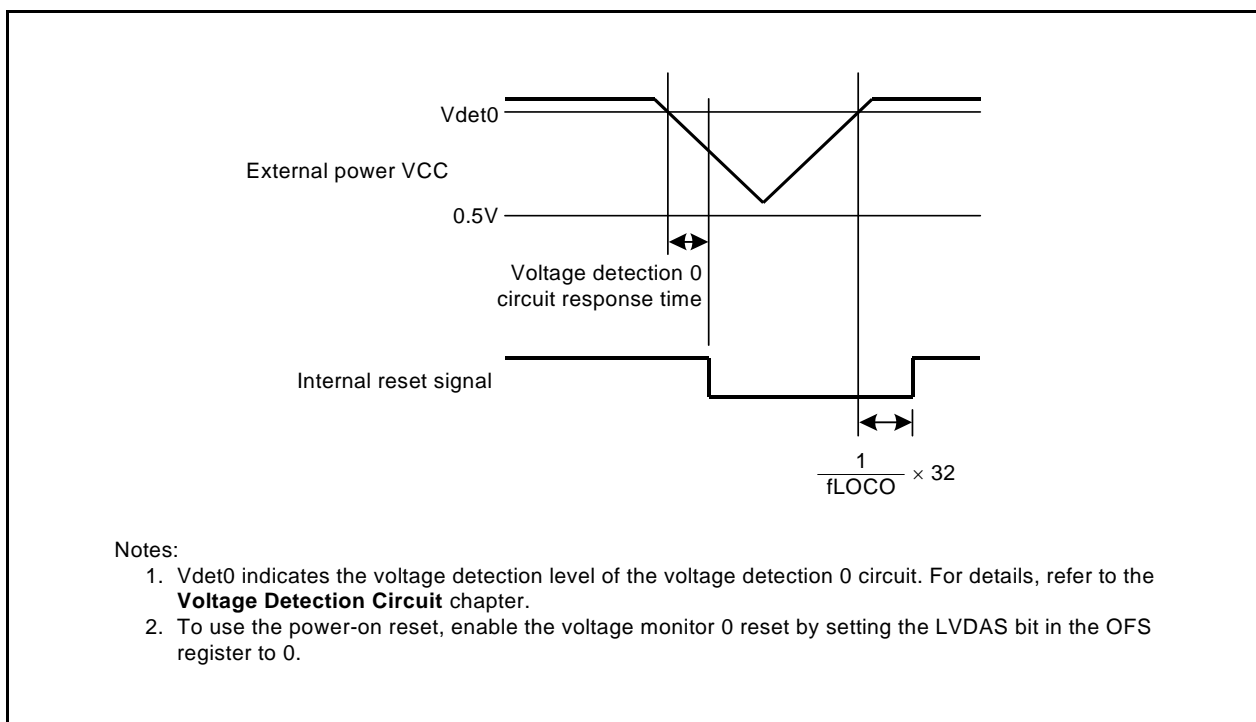 Vdet0
External power VCC
0.5V
Voltage detection 0
circuit response time
Internal reset signal
1
fLOCO
× 32
Notes:
1. Vdet0 indicates the voltage detection level of the voltage detection 0 circuit. For details, refer to the
Voltage Detection Circuit chapter.
2. To use the power-on reset, enable the voltage monitor 0 reset by setting the LVDAS bit in the OFS
register to 0.